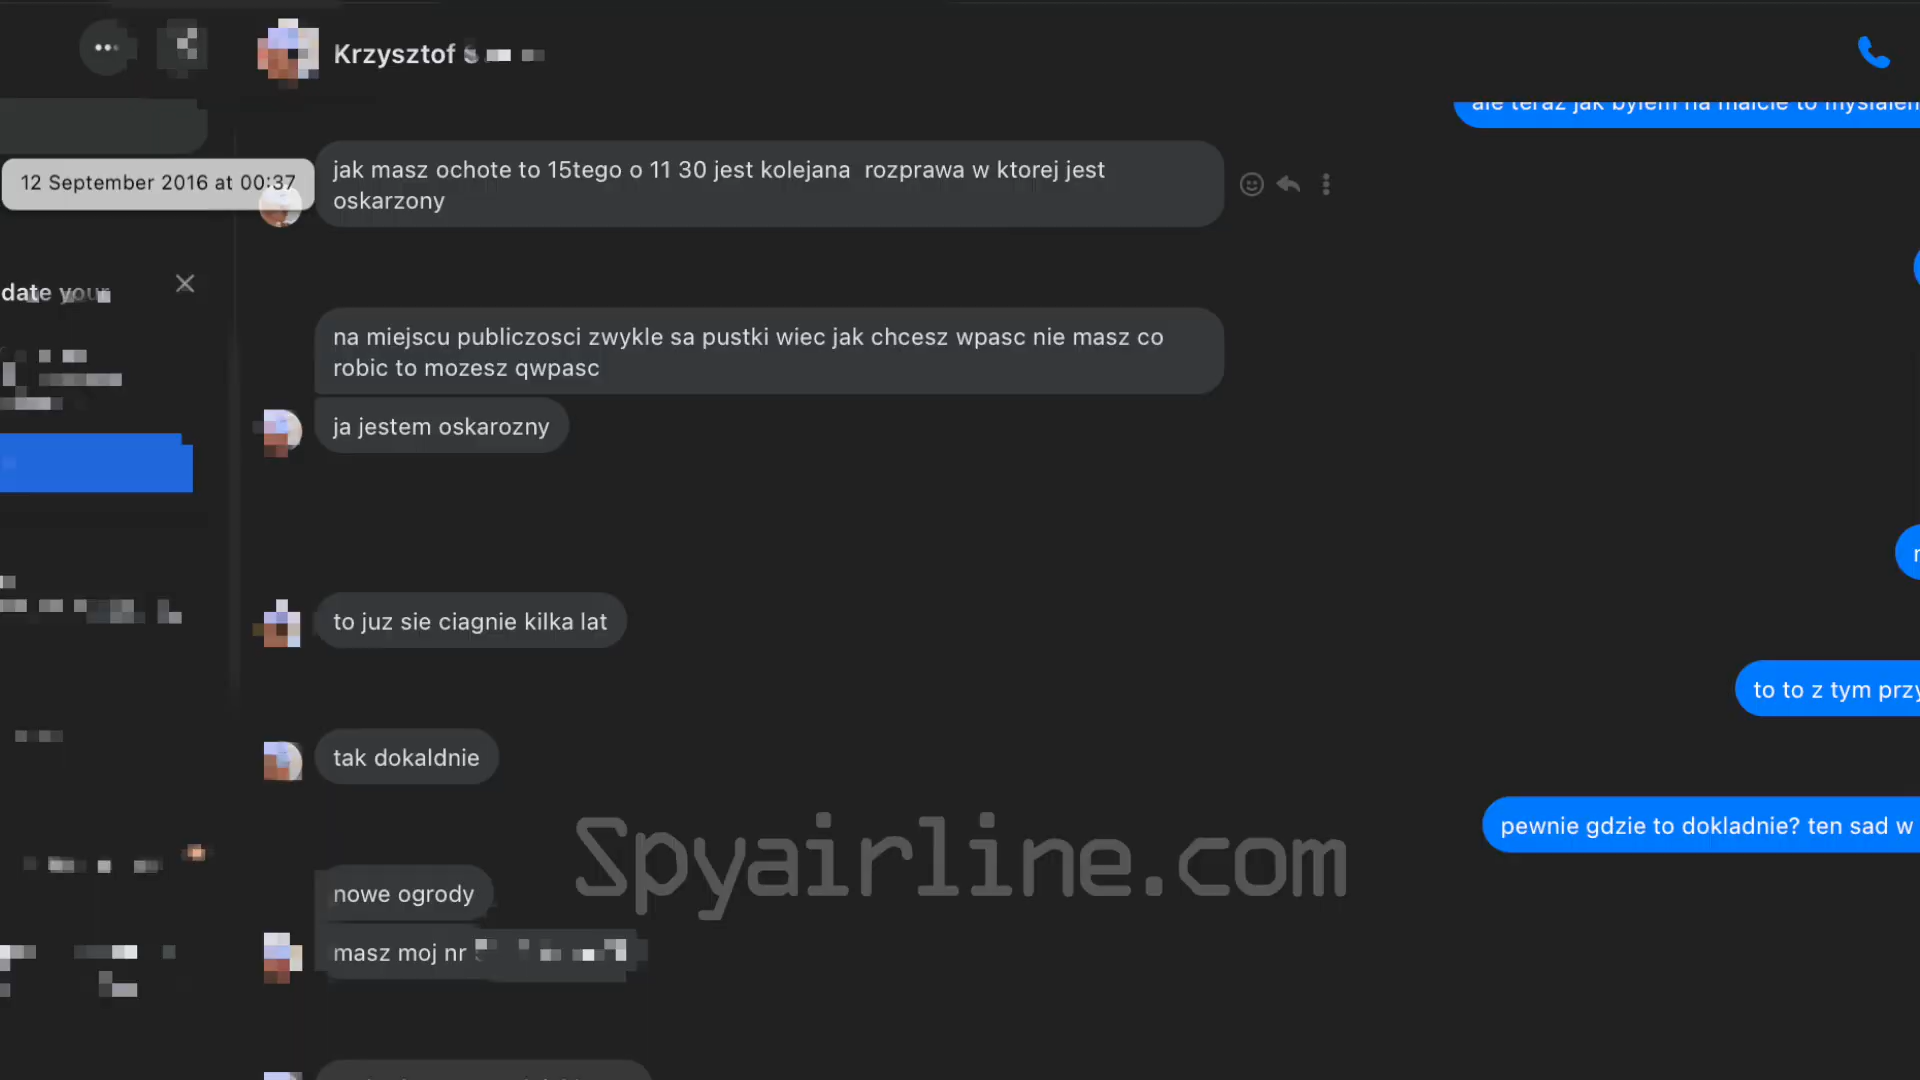 Krzysztof
ale teraz jak byłem na malcie to myslalem
jak masz ochote to 15tego o 11 30 jest kolejana  rozprawa w ktorej jest
oskarzony
12 September 2016 at 00:37
date your
na miejscu publiczosci zwykle sa pustki wiec jak chcesz wpasc nie masz co
robic to mozesz qwpasc
ja jestem oskarozny
to juz sie ciagnie kilka lat
to to z tym przy
tak dokaldnie
pewnie gdzie to dokladnie? ten sad w
Spyairline.com
nowe ogrody
masz moj nr